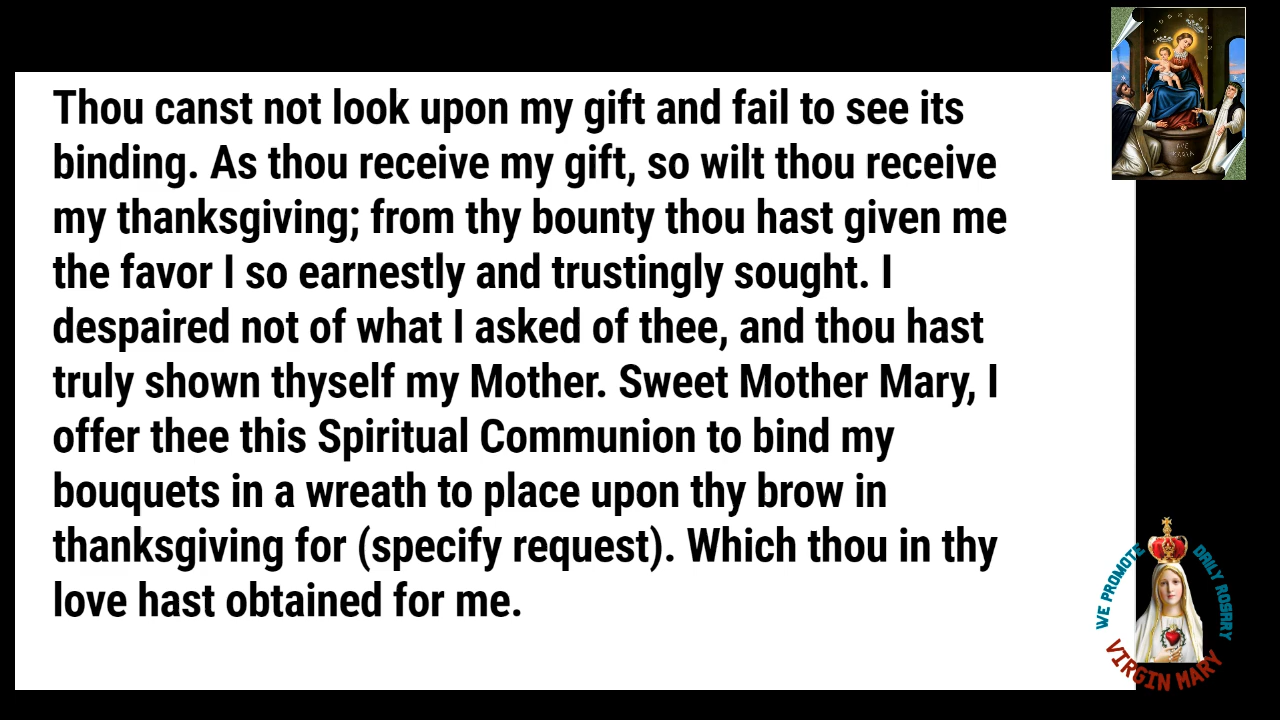 Thou canst not look upon my gift and fail to see its
binding. As thou receive my gift, so wilt thou receive
my thanksgiving; from thy bounty thou hast given me
the favor I so earnestly and trustingly sought. I
despaired not of what I asked of thee, and thou hast
truly shown thyself my Mother. Sweet Mother Mary, I
offer thee this Spiritual Communion to bind my
bouquets in a wreath to place upon thy brow in
thanksgiving for (specify request). Which thou in thy
love hast obtained for me.
WE PROMOTE
DAILY ROSARY
VIRGIN MARY